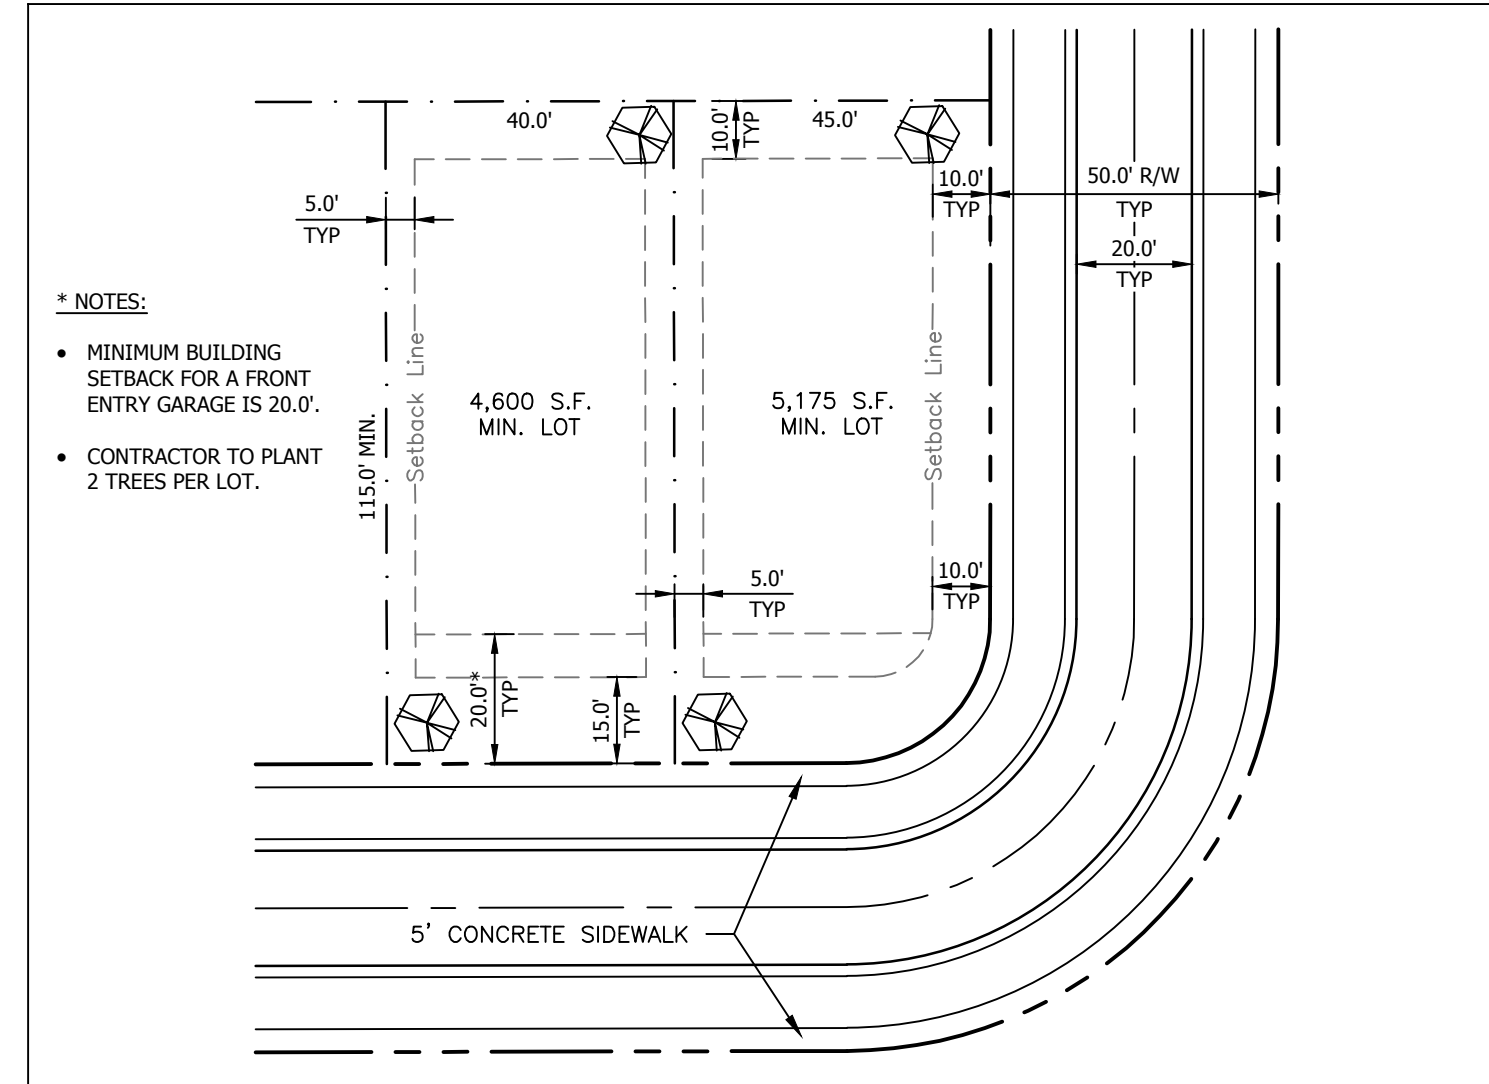 40.0'
10.0'
TYP
45.0'
5.0'
TYP
10.0'
TYP
50.0' R/W
TYP
20.0'
TYP
* NOTES:
• MINIMUM BUILDING
SETBACK FOR A FRONT
ENTRY GARAGE IS 20.0'.
• CONTRACTOR TO PLANT
2 TREES PER LOT.
115.0' MIN.
Setback Line
4,600 S.F.
MIN. LOT
5,175 S.F.
MIN. LOT
Setback Line
5.0'
TYP
10.0'
TYP
20.0'*
TYP
15.0'
TYP
5' CONCRETE SIDEWALK